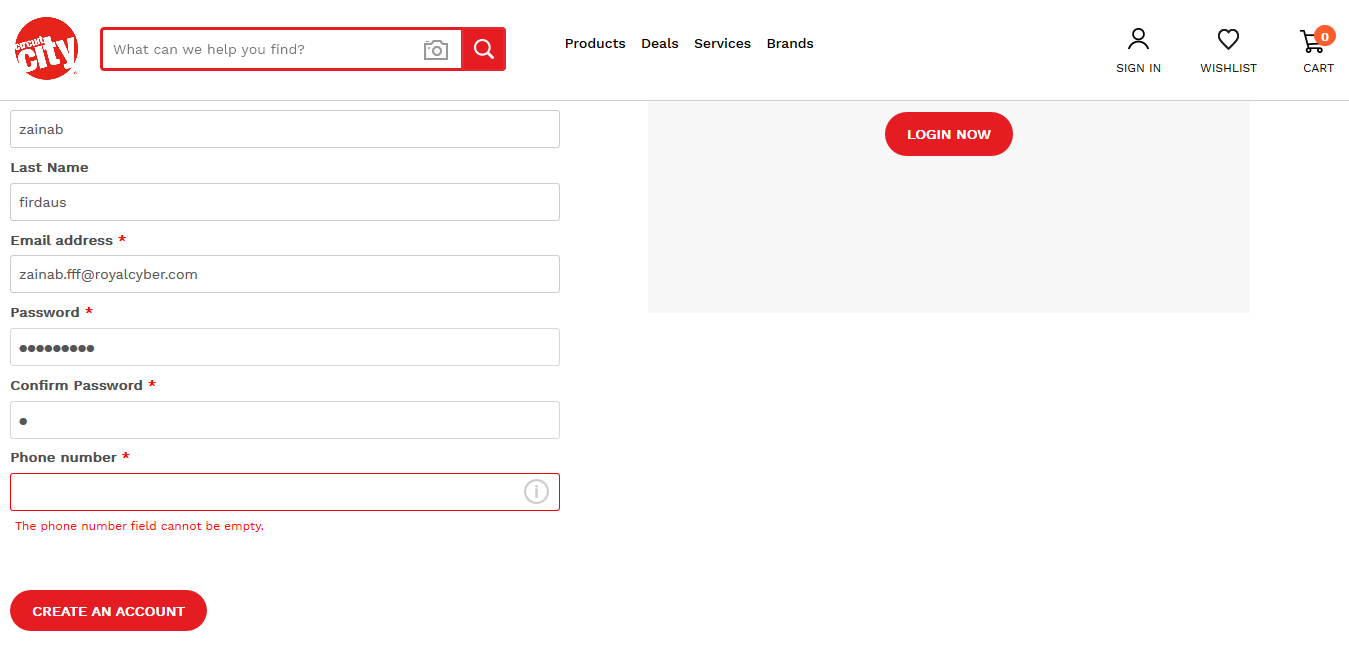 circuit
city
What can we help you find?
Products Deals Services Brands
SIGN IN
WISHLIST
0
CART
zainab
Last Name
firdaus
Email address *
zainab.fff@royalcyber.com
Password *
●●●●●●●●●
Confirm Password *
●
Phone number *
The phone number field cannot be empty.
CREATE AN ACCOUNT
LOGIN NOW